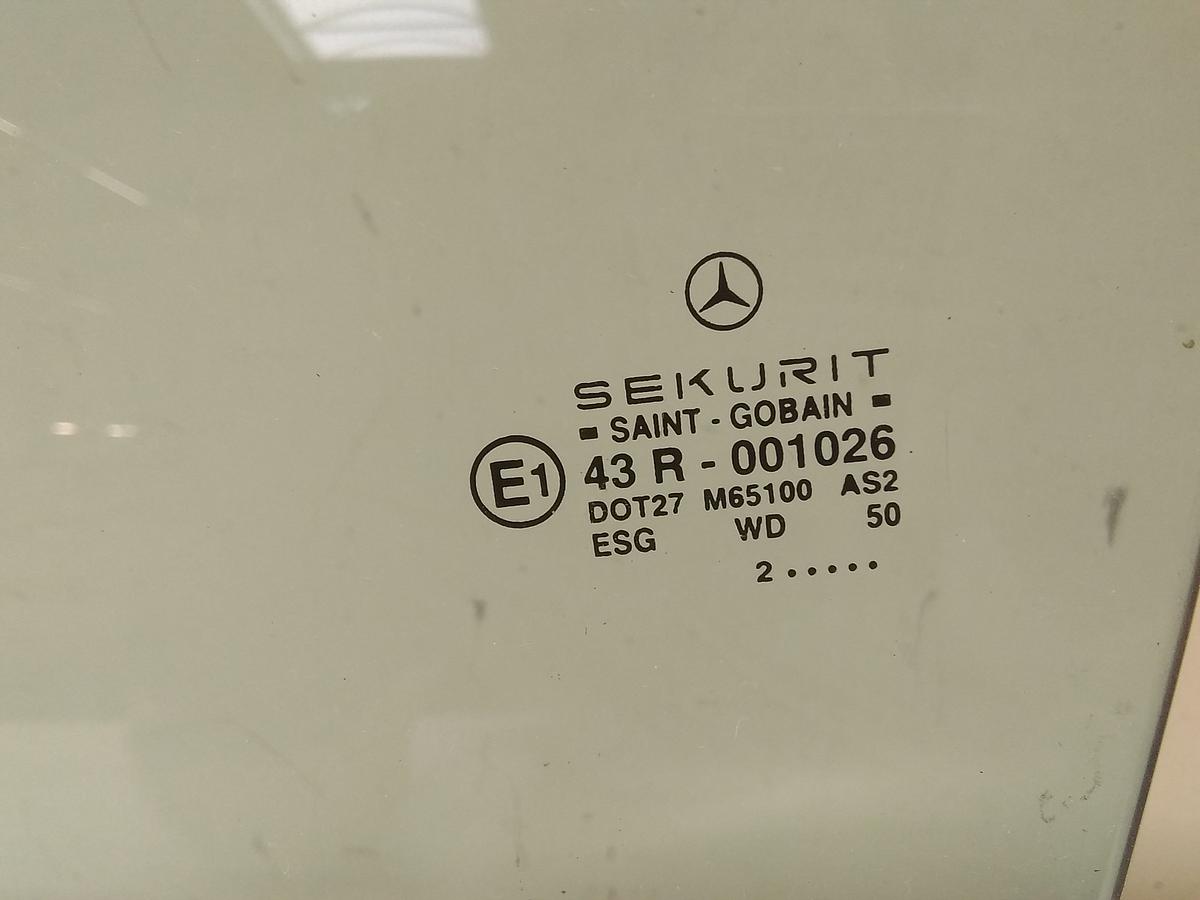 SEKURIT
▬ SAINT - GOBAIN ▬
E1 43 R - 001026
DOT27 M65100 AS2
ESG WD 50
2 .....